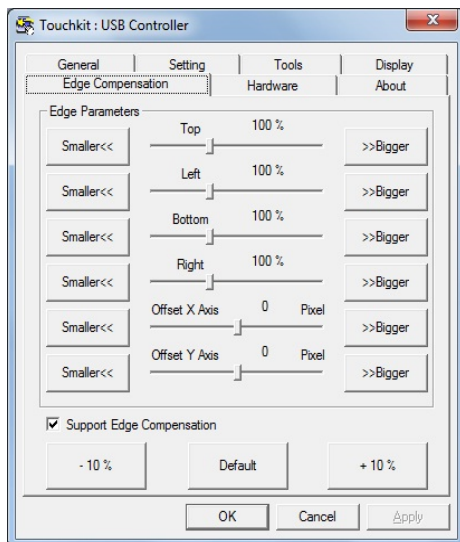 Touchkit : USB Controller
General Setting Tools Display
Edge Compensation Hardware About
Edge Parameters
Top 100 %
Smaller<< >>Bigger
Left 100 %
Smaller<< >>Bigger
Bottom 100 %
Smaller<< >>Bigger
Right 100 %
Smaller<< >>Bigger
Offset X Axis 0 Pixel
Smaller<< >>Bigger
Offset Y Axis 0 Pixel
Smaller<< >>Bigger
Support Edge Compensation
- 10 % Default + 10 %
OK Cancel Apply